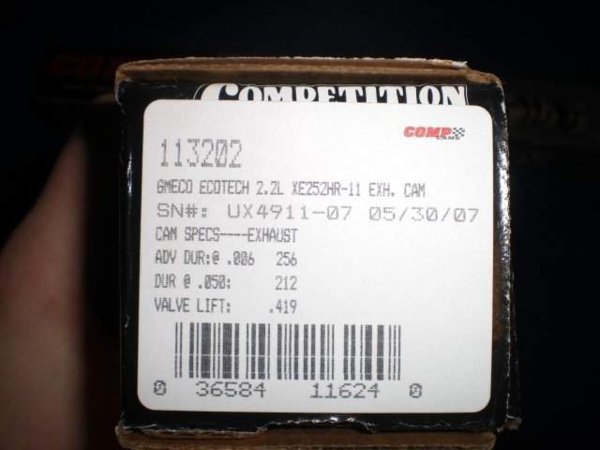 COMPETITION
COMP
CAMS
113202
GMECO ECOTECH 2.2L XE252HR-11 EXH. CAM
SN#: UX4911-07 05/30/07
CAM SPECS----EXHAUST
ADV DUR:@ .006 256
DUR @ .050: 212
VALVE LIFT: .419
0 36584 11624 0